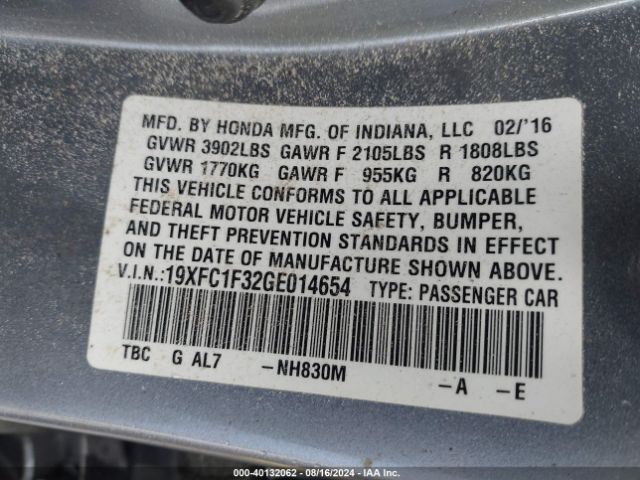 MFD. BY HONDA MFG. OF INDIANA, LLC 02/'16
GVWR 3902LBS GAWR F 2105LBS R 1808LBS
GVWR 1770KG GAWR F 955KG R 820KG
THIS VEHICLE CONFORMS TO ALL APPLICABLE
FEDERAL MOTOR VEHICLE SAFETY, BUMPER,
AND THEFT PREVENTION STANDARDS IN EFFECT
ON THE DATE OF MANUFACTURE SHOWN ABOVE.
V.I.N.:19XFC1F32GE014654 TYPE: PASSENGER CAR
TBC G AL7 -NH830M -A -E
000-40132062 - 08/16/2024 - IAAI